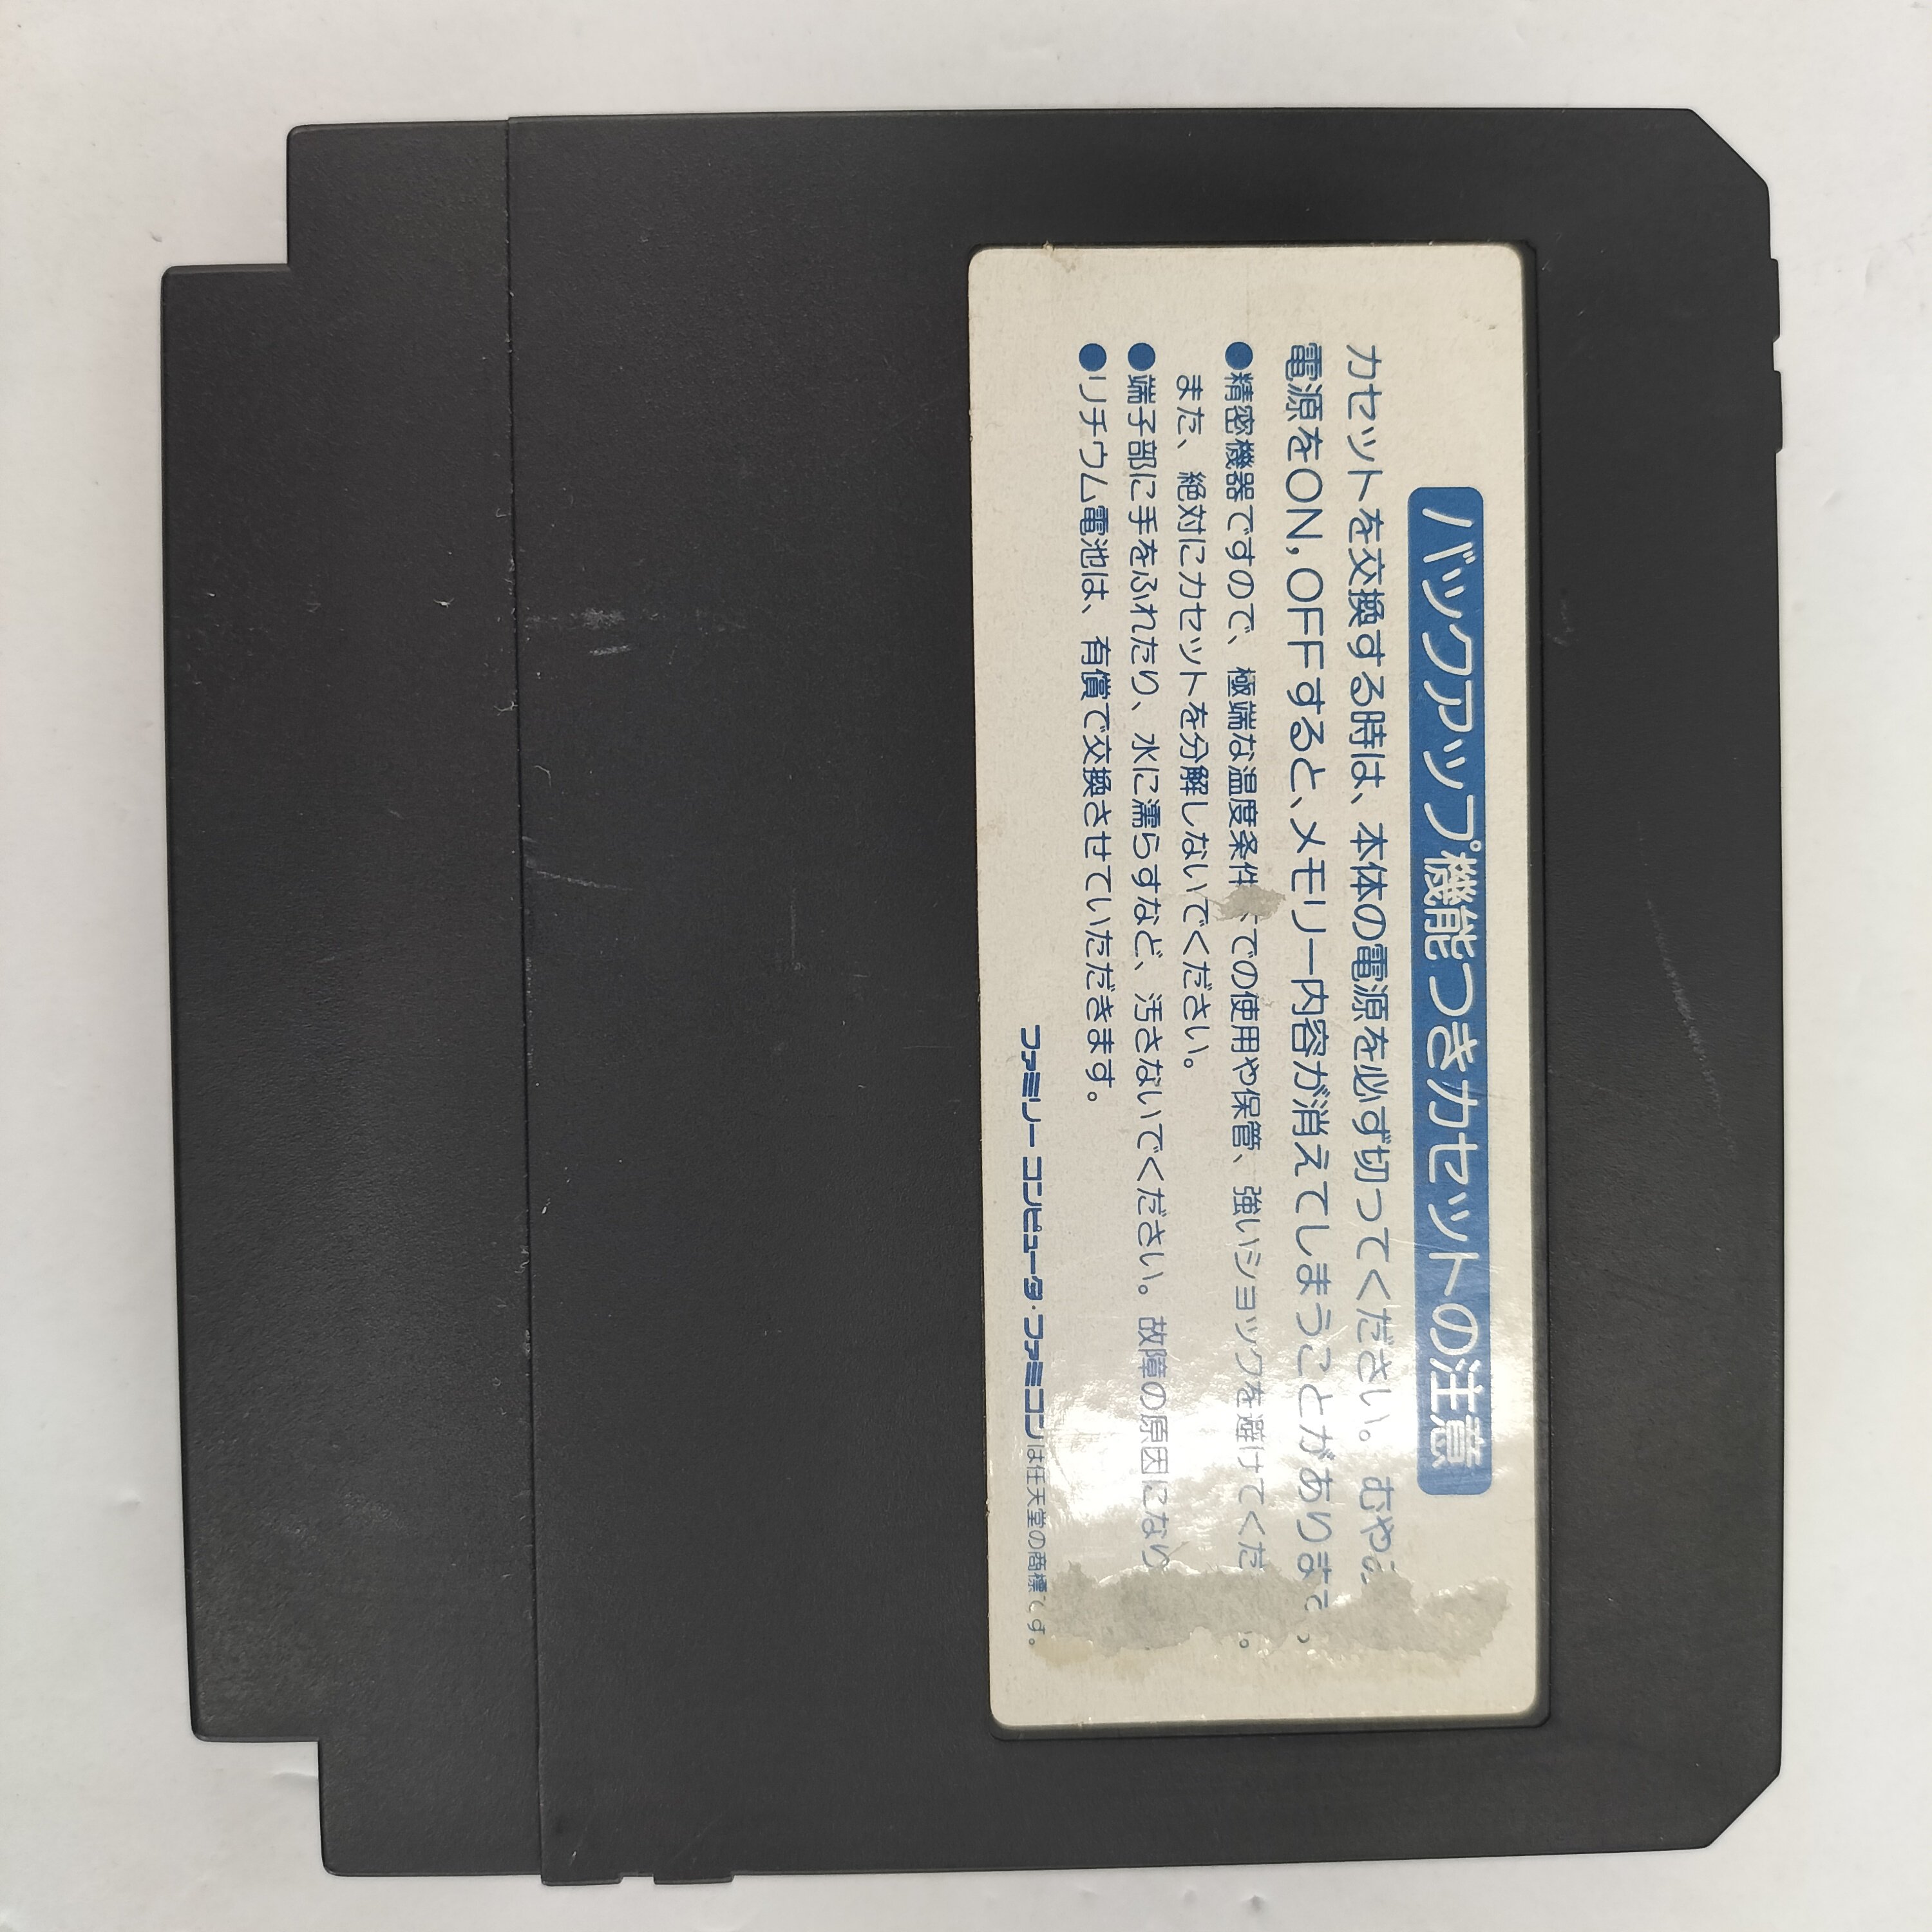 バックアップ機能つきカセットの注意
カセットを交換する時は、本体の電源を必ず切ってください。むやみ
電源をON,OFFすると、メモリー内容が消えてしまうことがあります。
●精密機器ですので、極端な温度条件下での使用や保管、強いショックを避けてくだ 。
また、絶対にカセットを分解しないでください。
●端子部に手をふれたり、水に濡らすなど、汚さないでください。故障の原因になり
●リチウム電池は、有償で交換させていただきます。
ファミリーコンピュータ・ファミコンは任天堂の商標です。